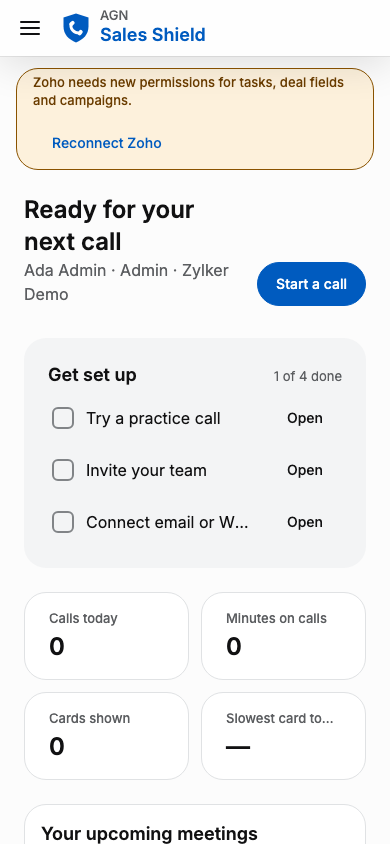 AGN
Sales Shield
Zoho needs new permissions for tasks, deal fields
and campaigns.
Reconnect Zoho
Ready for your
next call
Ada Admin · Admin · Zylker
Demo
Start a call
Get set up
1 of 4 done
Try a practice call
Open
Invite your team
Open
Connect email or W...
Open
Calls today
0
Minutes on calls
0
Cards shown
0
Slowest card to...
—
Your upcoming meetings